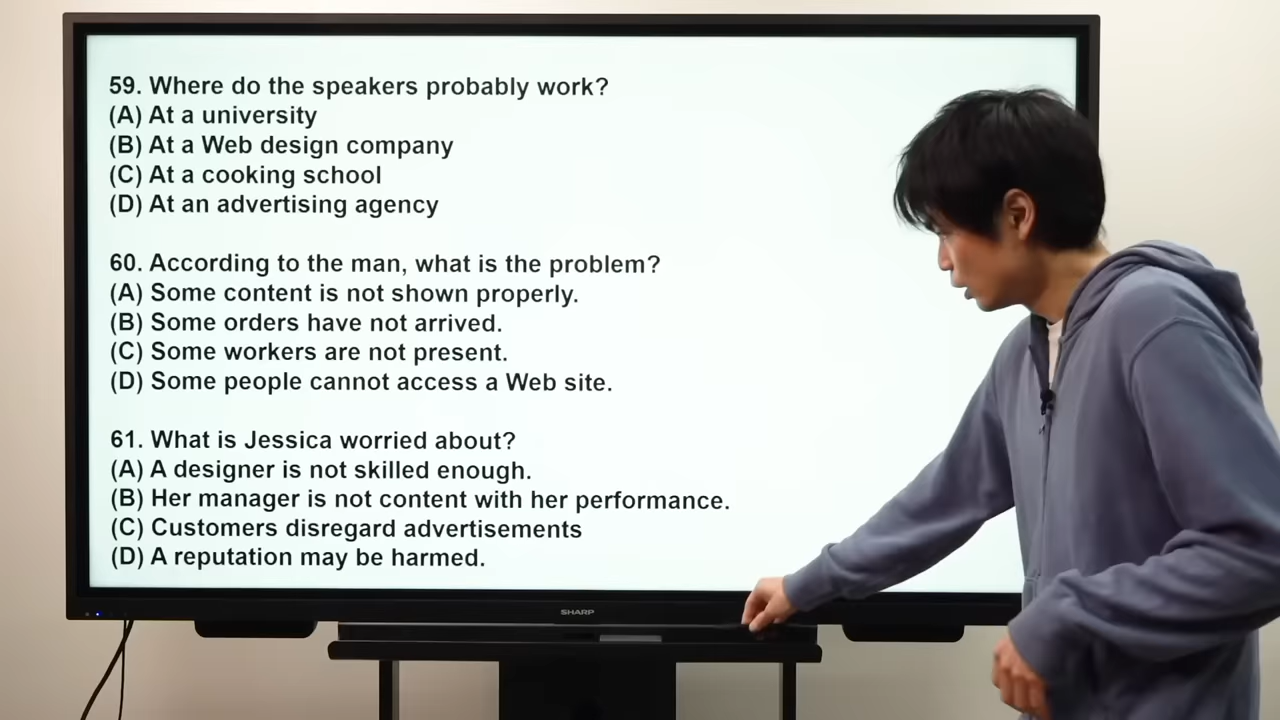 59. Where do the speakers probably work?
(A) At a university
(B) At a Web design company
(C) At a cooking school
(D) At an advertising agency
60. According to the man, what is the problem?
(A) Some content is not shown properly.
(B) Some orders have not arrived.
(C) Some workers are not present.
(D) Some people cannot access a Web site.
61. What is Jessica worried about?
(A) A designer is not skilled enough.
(B) Her manager is not content with her performance.
(C) Customers disregard advertisements
(D) A reputation may be harmed.
SHARP